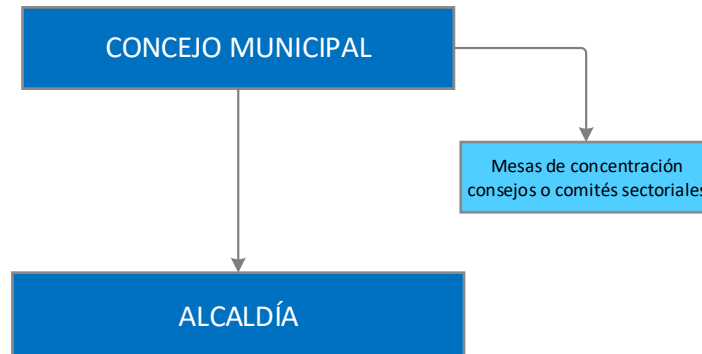 CONCEJO MUNICIPAL
Mesas de concentración
consejos o comités sectoriales
ALCALDÍA